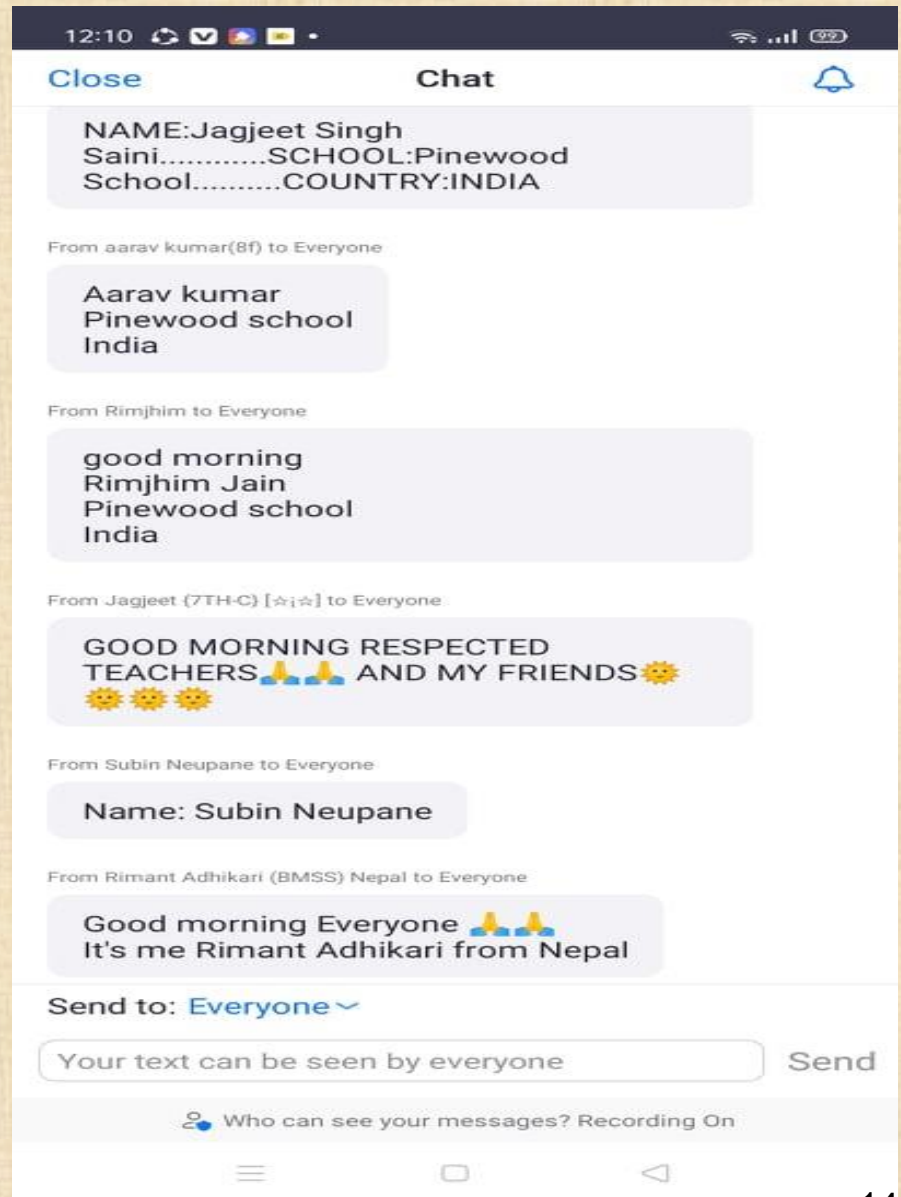 12:10
99
Close
Chat
NAME:Jagjeet Singh
Saini............SCHOOL:Pinewood
School..........COUNTRY:INDIA
From aarav kumar(8f) to Everyone
Aarav kumar
Pinewood school
India
From Rimjhim to Everyone
good morning
Rimjhim Jain
Pinewood school
India
From Jagjeet {7TH-C} [☆¡☆] to Everyone
GOOD MORNING RESPECTED
TEACHERS🙏🙏 AND MY FRIENDS🌞
🌞🌞🌞
From Subin Neupane to Everyone
Name: Subin Neupane
From Rimant Adhikari (BMSS) Nepal to Everyone
Good morning Everyone 🙏🙏
It's me Rimant Adhikari from Nepal
Send to: Everyone
Your text can be seen by everyone
Send
Who can see your messages? Recording On